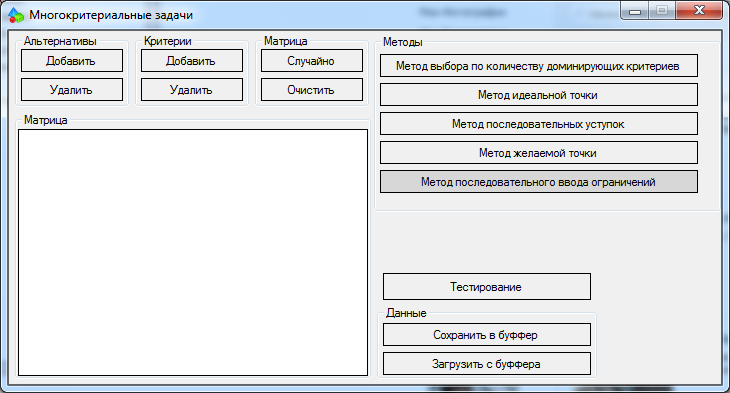 Многокритериальные задачи
Альтернативы
Добавить
Удалить
Критерии
Добавить
Удалить
Матрица
Случайно
Очистить
Матрица
Методы
Метод выбора по количеству доминирующих критериев
Метод идеальной точки
Метод последовательных уступок
Метод желаемой точки
Метод последовательного ввода ограничений
Тестирование
Данные
Сохранить в буффер
Загрузить с буффера